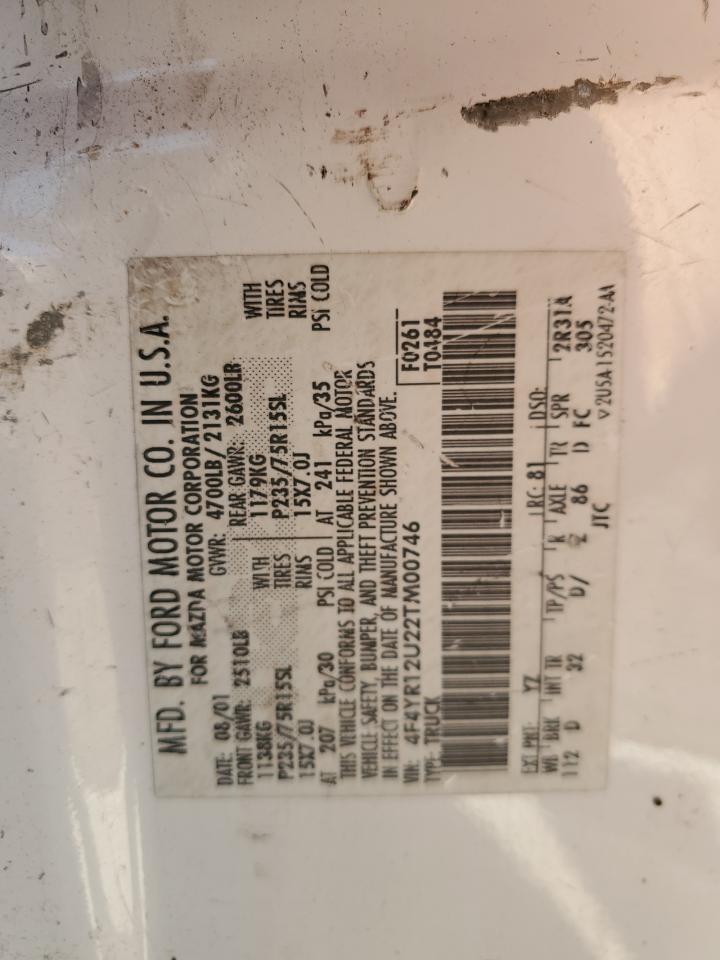 MFD. BY FORD MOTOR CO. IN U.S.A.
FOR MAZDA MOTOR CORPORATION
DATE: 08/01 GVWR: 4700LB/ 2131KG
FRONT GAWR: 2510LB REAR GAWR: 2600LB
1138KG WITH 1179KG WITH
P235/75R15SL TIRES P235/75R15SL TIRES
15X7.0J RIMS 15X7.0J RIMS
AT 207 kPa/30 PSI COLD AT 241 kPa/35 PSI COLD
THIS VEHICLE CONFORMS TO ALL APPLICABLE FEDERAL MOTOR
VEHICLE SAFETY, BUMPER, AND THEFT PREVENTION STANDARDS
IN EFFECT ON THE DATE OF MANUFACTURE SHOWN ABOVE.
VIN: 4F4YR12U22TM00746 F0261
TYPE: TRUCK T0484
EXT PNT: YZ RC: 81 DSO:
WB BRK INT TR TP/PS R AXLE TR SPR 2R31A
112 D 32 D/ 2 86 D FC 305
JTC V2U5A1520472AA